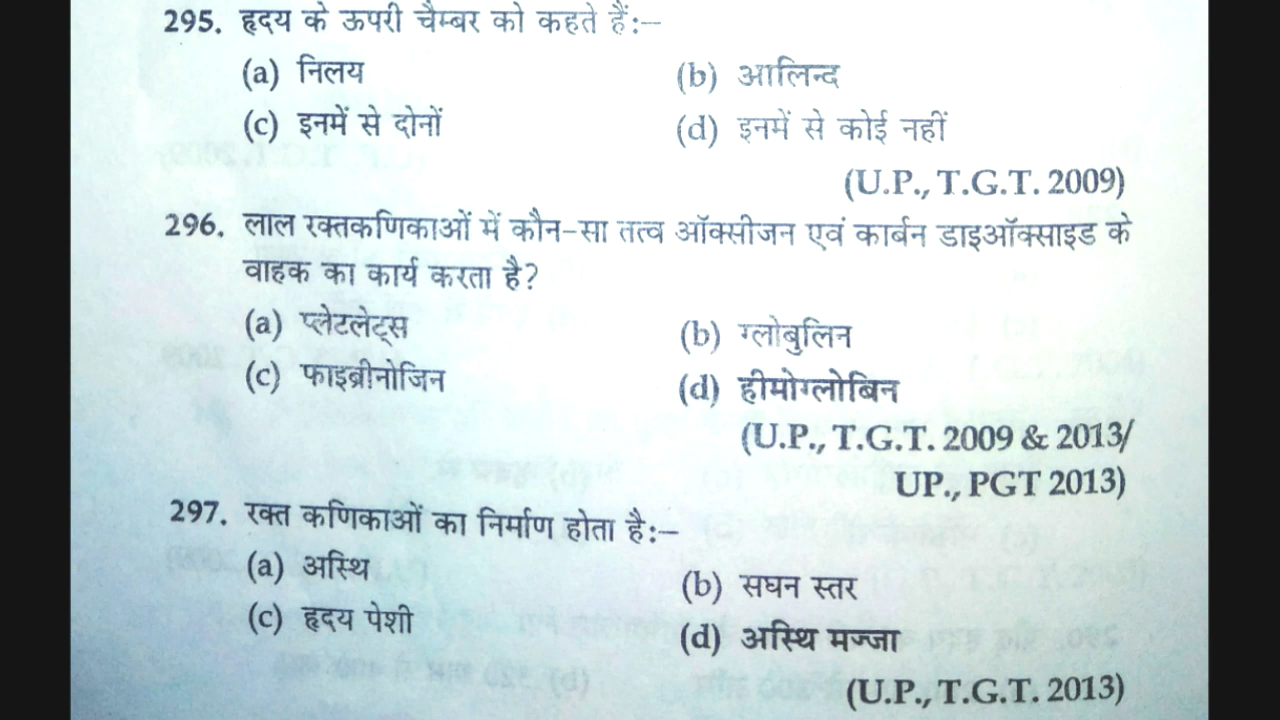 295. हृदय के ऊपरी चैम्बर को कहते हैं:–
(a) निलय (b) आलिन्द
(c) इनमें से दोनों (d) इनमें से कोई नहीं
(U.P., T.G.T. 2009)
296. लाल रक्तकणिकाओं में कौन-सा तत्व ऑक्सीजन एवं कार्बन डाइऑक्साइड के
वाहक का कार्य करता है?
(a) प्लेटलेट्स (b) ग्लोबुलिन
(c) फाइब्रीनोजिन (d) हीमोग्लोबिन
(U.P., T.G.T. 2009 & 2013/
UP., PGT 2013)
297. रक्त कणिकाओं का निर्माण होता है:–
(a) अस्थि (b) सघन स्तर
(c) हृदय पेशी (d) अस्थि मज्जा
(U.P., T.G.T. 2013)